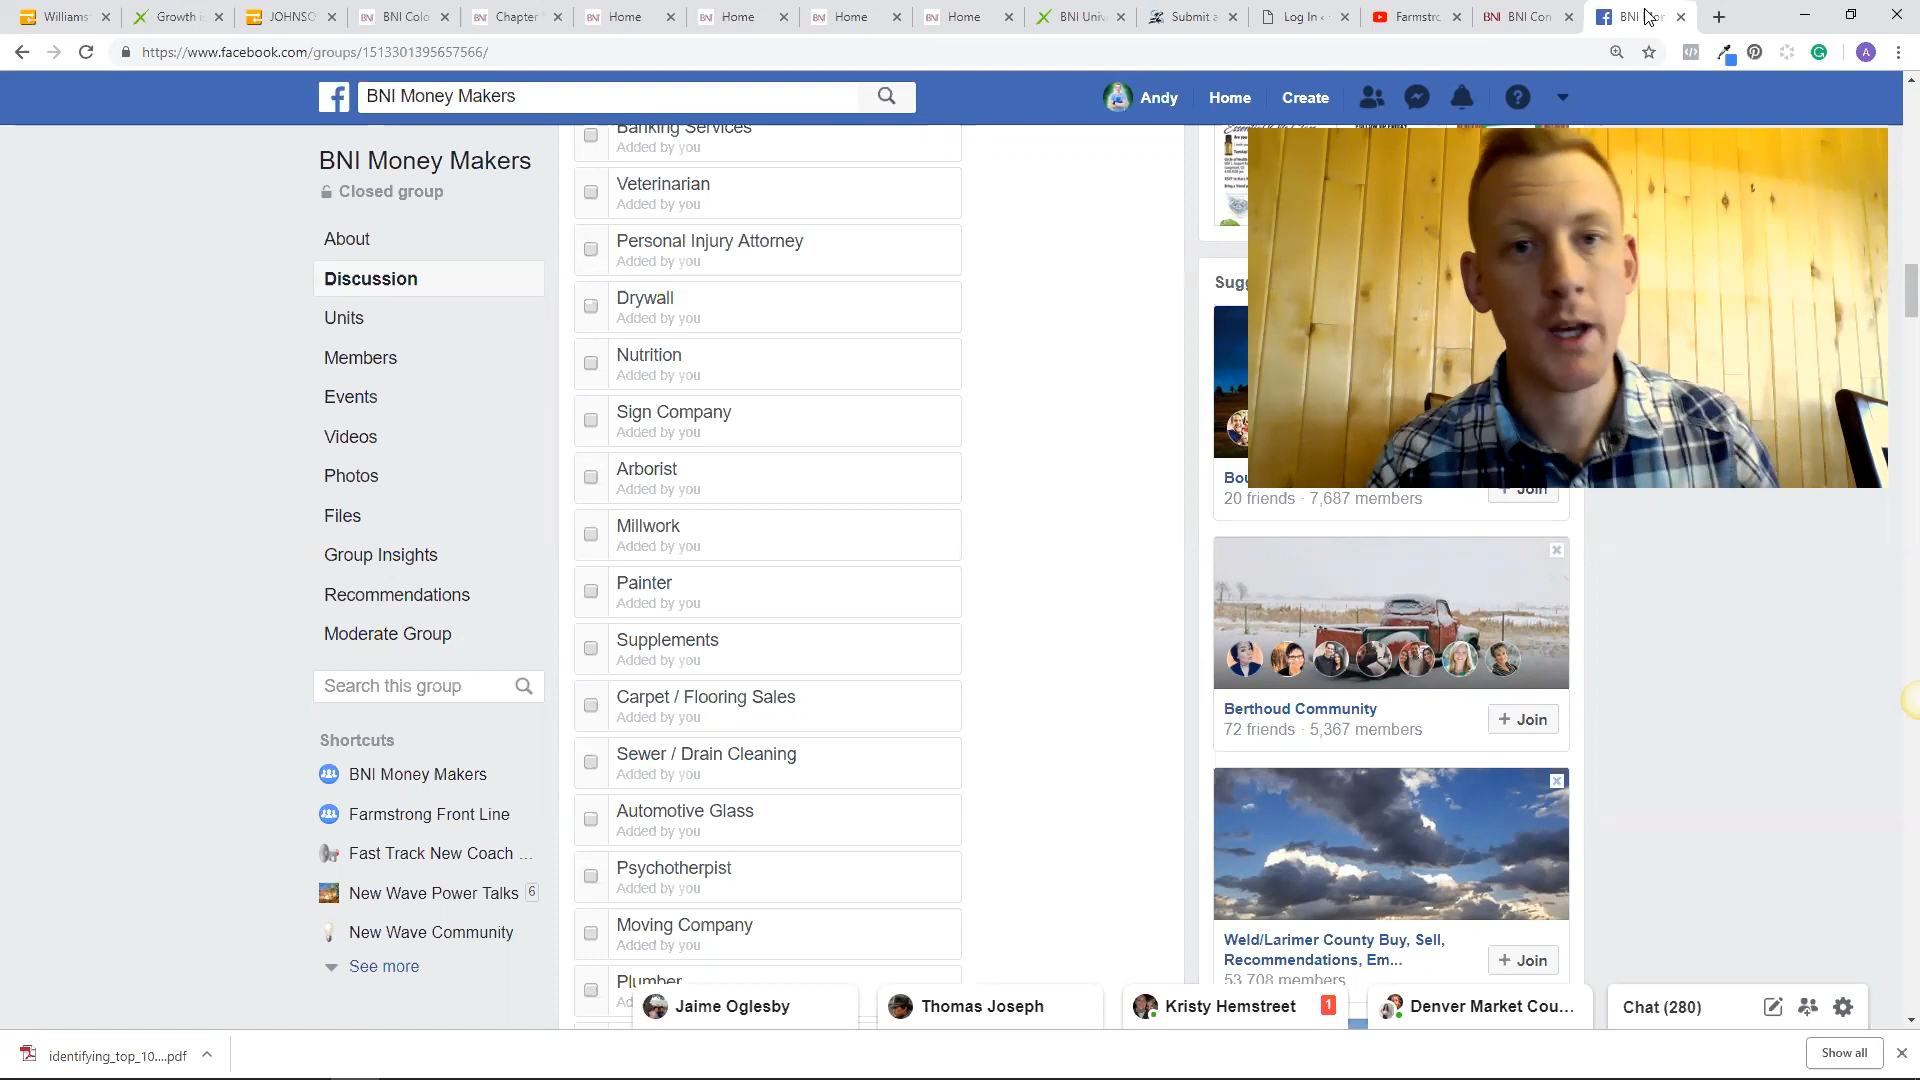 Williams
Growth i
JOHNSO
BNI Colo
Chapter
Home
Home
Home
Home
BNI Univ
Submit a
Log In ‹
Farmstro
BNI Con
BNI
https://www.facebook.com/groups/1513301395657566/
A
BNI Money Makers
Andy
Home
Create
BNI Money Makers
Closed group
About
Discussion
Units
Members
Events
Videos
Photos
Files
Group Insights
Recommendations
Moderate Group
Search this group
Shortcuts
BNI Money Makers
Farmstrong Front Line
Fast Track New Coach ...
New Wave Power Talks 6
New Wave Community
See more
Banking Services
Added by you
Veterinarian
Added by you
Personal Injury Attorney
Added by you
Drywall
Added by you
Nutrition
Added by you
Sign Company
Added by you
Arborist
Added by you
Millwork
Added by you
Painter
Added by you
Supplements
Added by you
Carpet / Flooring Sales
Added by you
Sewer / Drain Cleaning
Added by you
Automotive Glass
Added by you
Psychotherpist
Added by you
Moving Company
Added by you
Plumber
Ad
Sugg
Bou
20 friends · 7,687 members
+ Join
Berthoud Community
72 friends · 5,367 members
+ Join
Weld/Larimer County Buy, Sell,
Recommendations, Em...
53,708 members
+ Join
Jaime Oglesby
Thomas Joseph
Kristy Hemstreet
1
Denver Market Cou...
Chat (280)
identifying_top_10....pdf
Show all